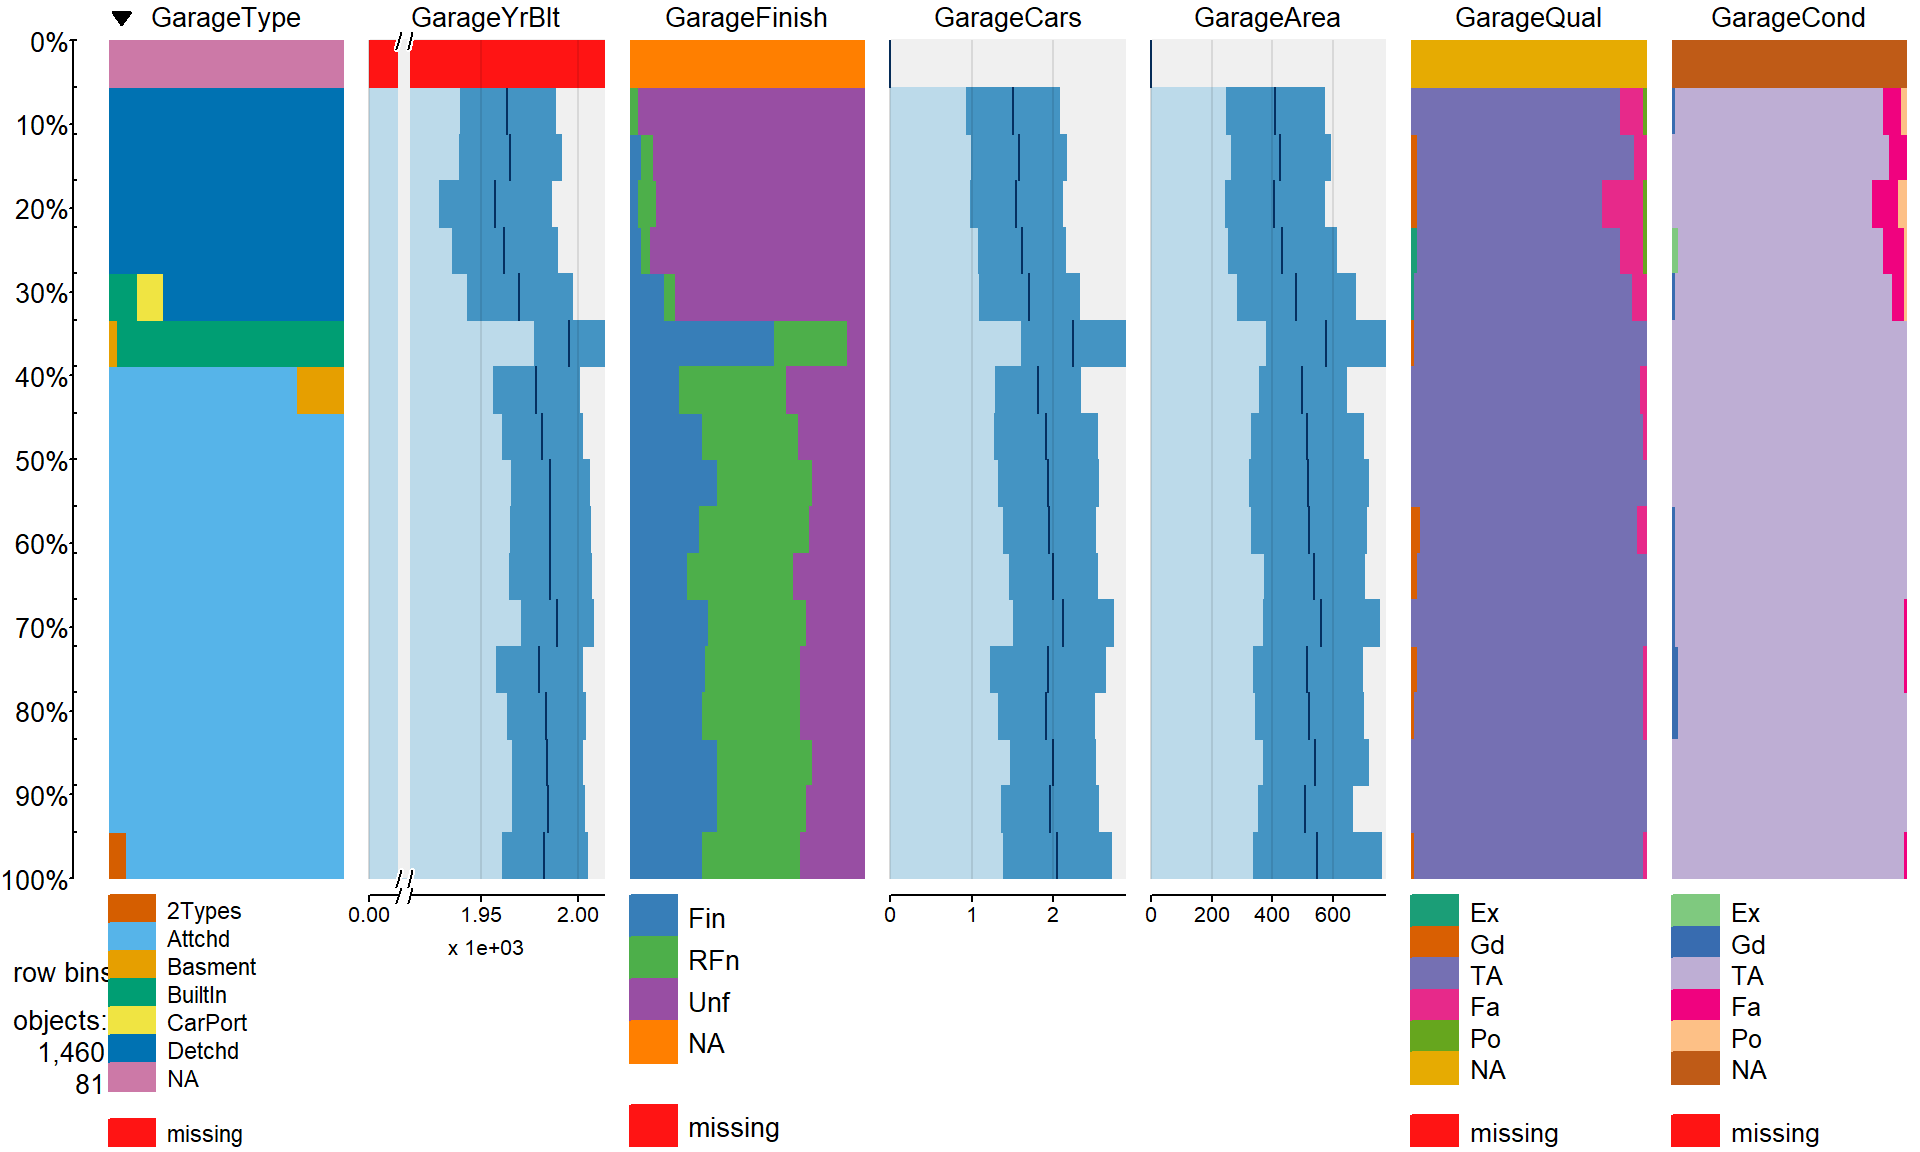 GarageType GarageYrBlt GarageFinish GarageCars GarageArea GarageQual GarageCond
0%
10%
20%
30%
40%
50%
60%
70%
80%
90%
100%
0.00 1.95 2.00
x 1e+03
0 1 2
0 200 400 600
row bins
objects:
1,460
81
2Types
Attchd
Basment
BuiltIn
CarPort
Detchd
NA
missing
Fin
RFn
Unf
NA
missing
Ex
Gd
TA
Fa
Po
NA
missing
Ex
Gd
TA
Fa
Po
NA
missing